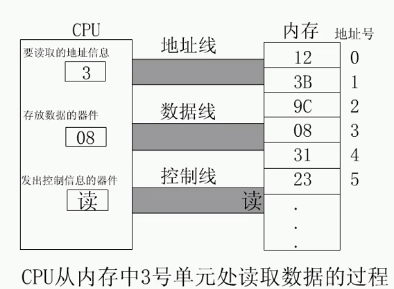 CPU
内存 地址号
要读取的地址信息
3
地址线
12 0
3B 1
存放数据的器件
08
数据线
9C 2
08 3
31 4
发出控制信息的器件
读
控制线
读
23 5
.
.
.
CPU从内存中3号单元处读取数据的过程